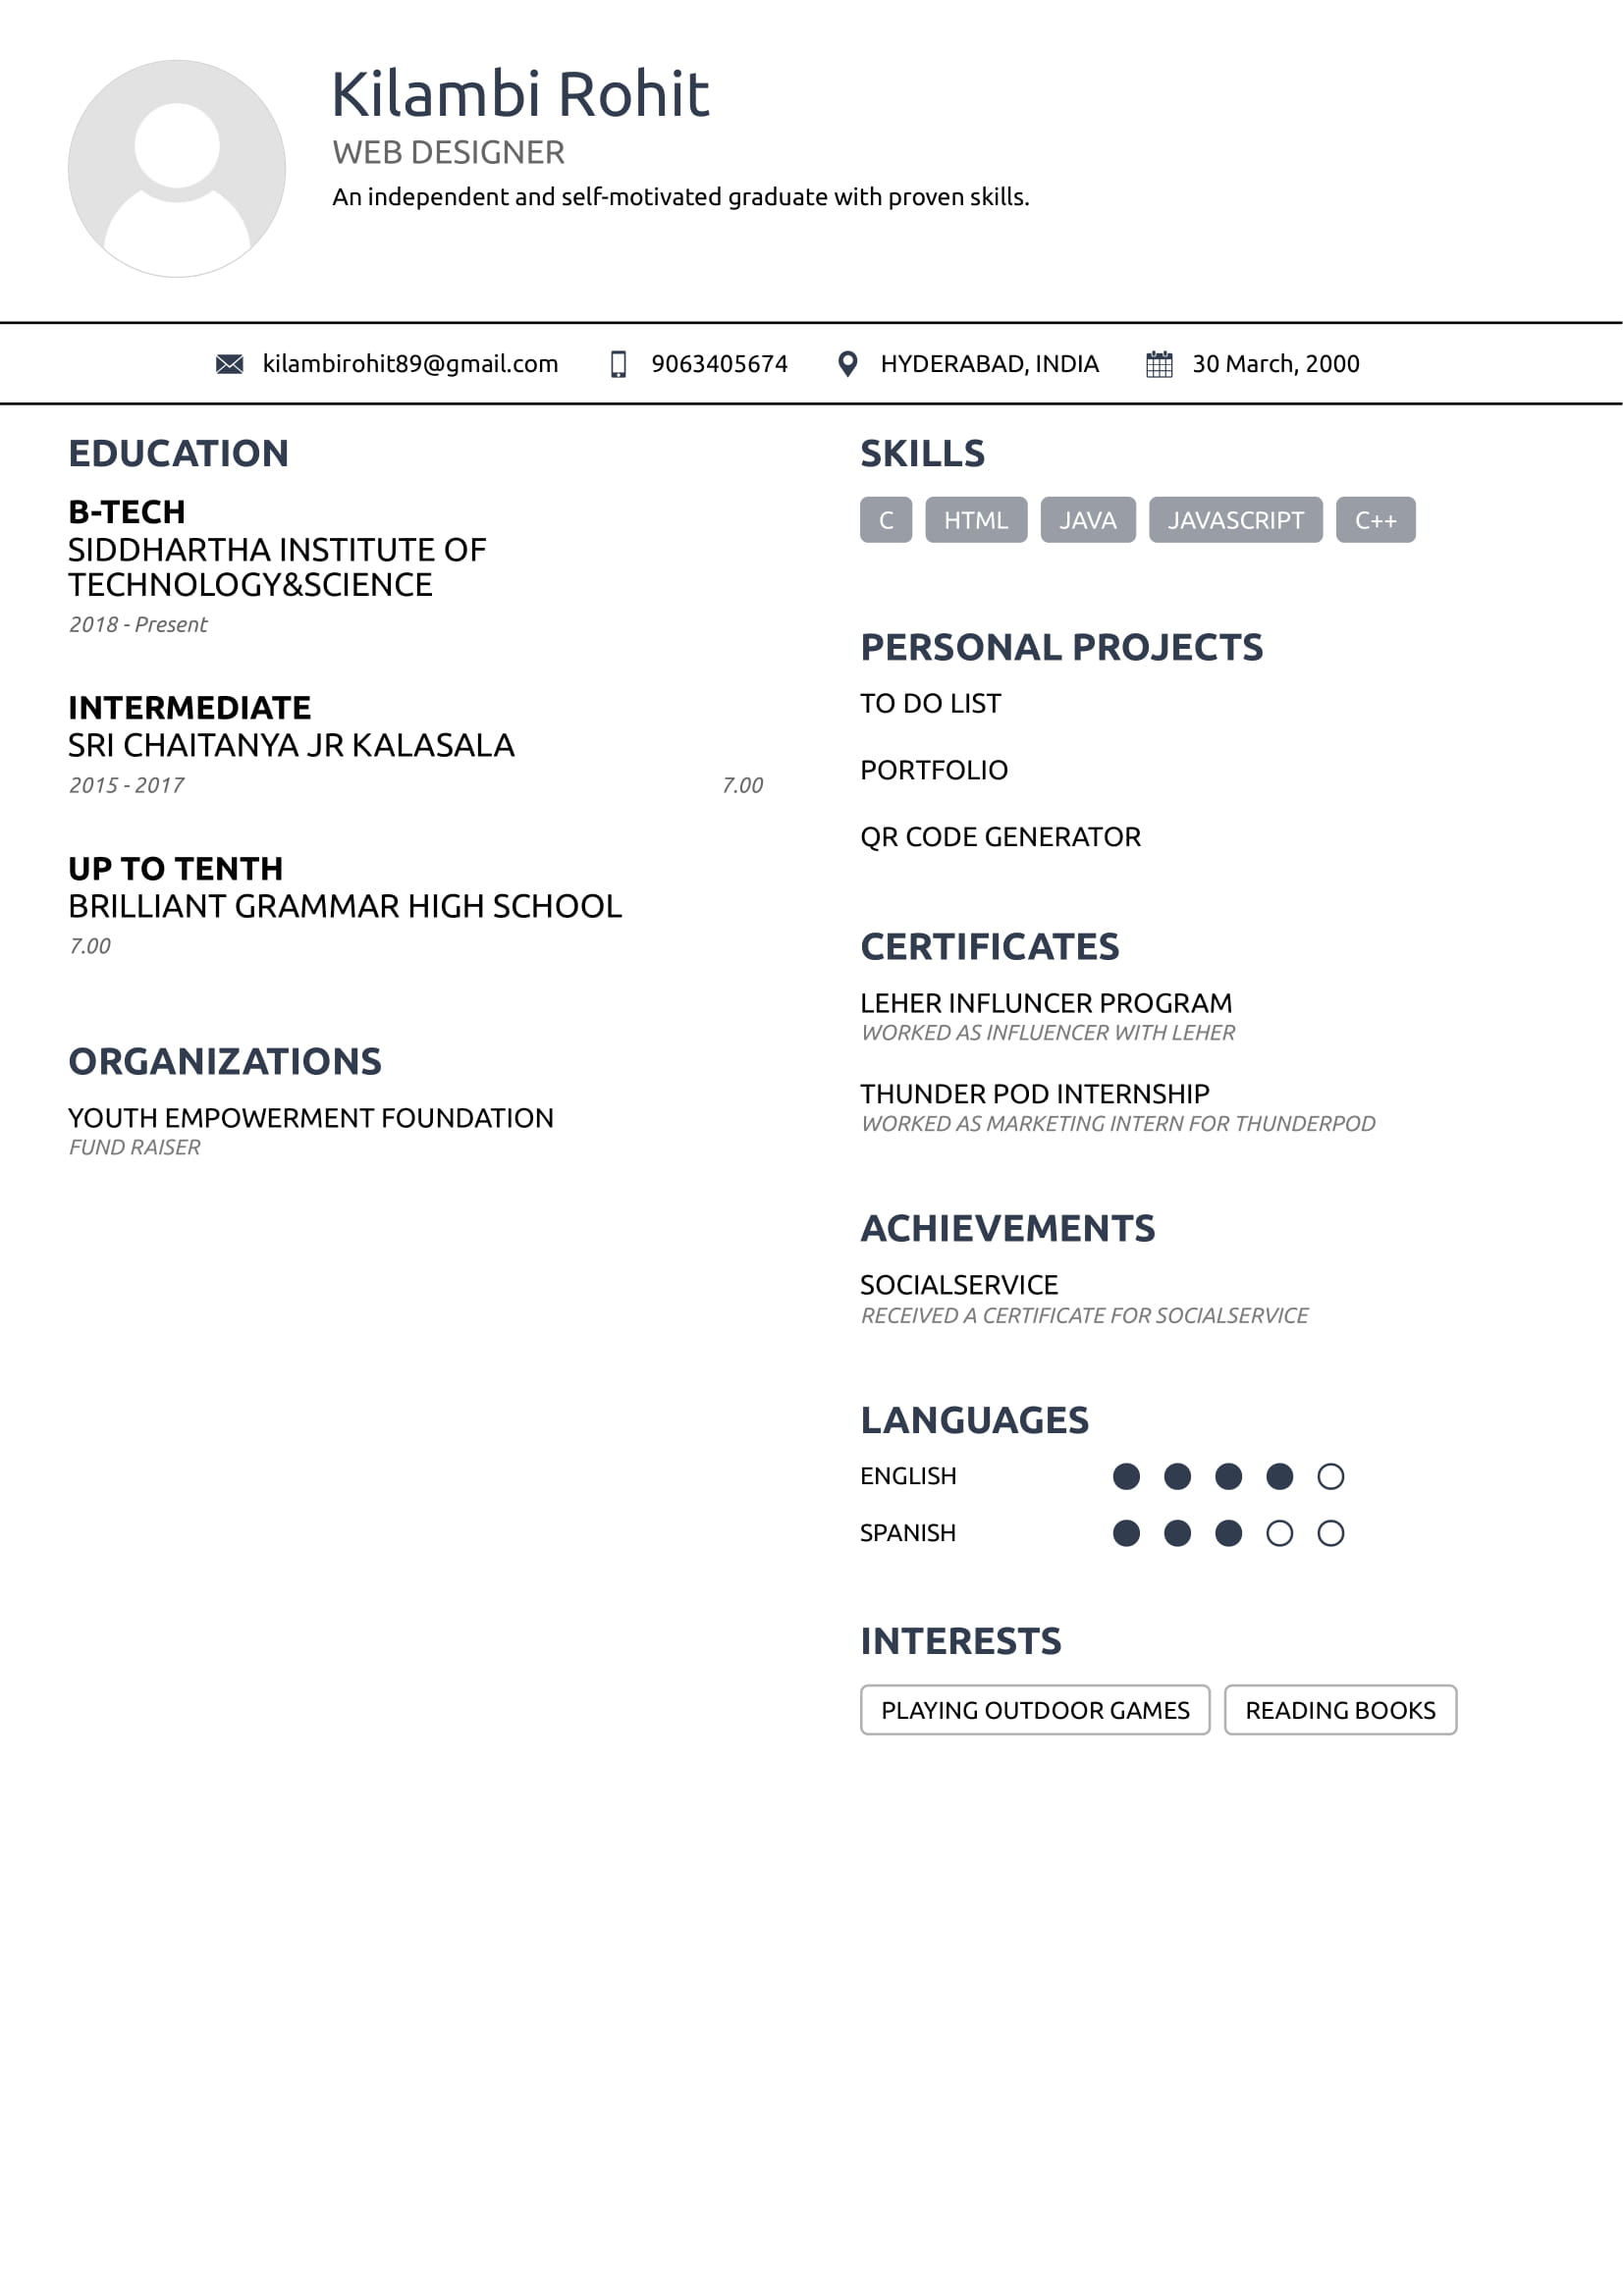 Kilambi Rohit
WEB DESIGNER
An independent and self-motivated graduate with proven skills.
kilambirohit89@gmail.com 9063405674 HYDERABAD, INDIA 30 March, 2000
EDUCATION
B-TECH
SIDDHARTHA INSTITUTE OF
TECHNOLOGY&SCIENCE
2018 - Present
INTERMEDIATE
SRI CHAITANYA JR KALASALA
2015 - 2017 7.00
UP TO TENTH
BRILLIANT GRAMMAR HIGH SCHOOL
7.00
ORGANIZATIONS
YOUTH EMPOWERMENT FOUNDATION
FUND RAISER
SKILLS
C HTML JAVA JAVASCRIPT C++
PERSONAL PROJECTS
TO DO LIST
PORTFOLIO
QR CODE GENERATOR
CERTIFICATES
LEHER INFLUNCER PROGRAM
WORKED AS INFLUENCER WITH LEHER
THUNDER POD INTERNSHIP
WORKED AS MARKETING INTERN FOR THUNDERPOD
ACHIEVEMENTS
SOCIALSERVICE
RECEIVED A CERTIFICATE FOR SOCIALSERVICE
LANGUAGES
ENGLISH
SPANISH
INTERESTS
PLAYING OUTDOOR GAMES READING BOOKS